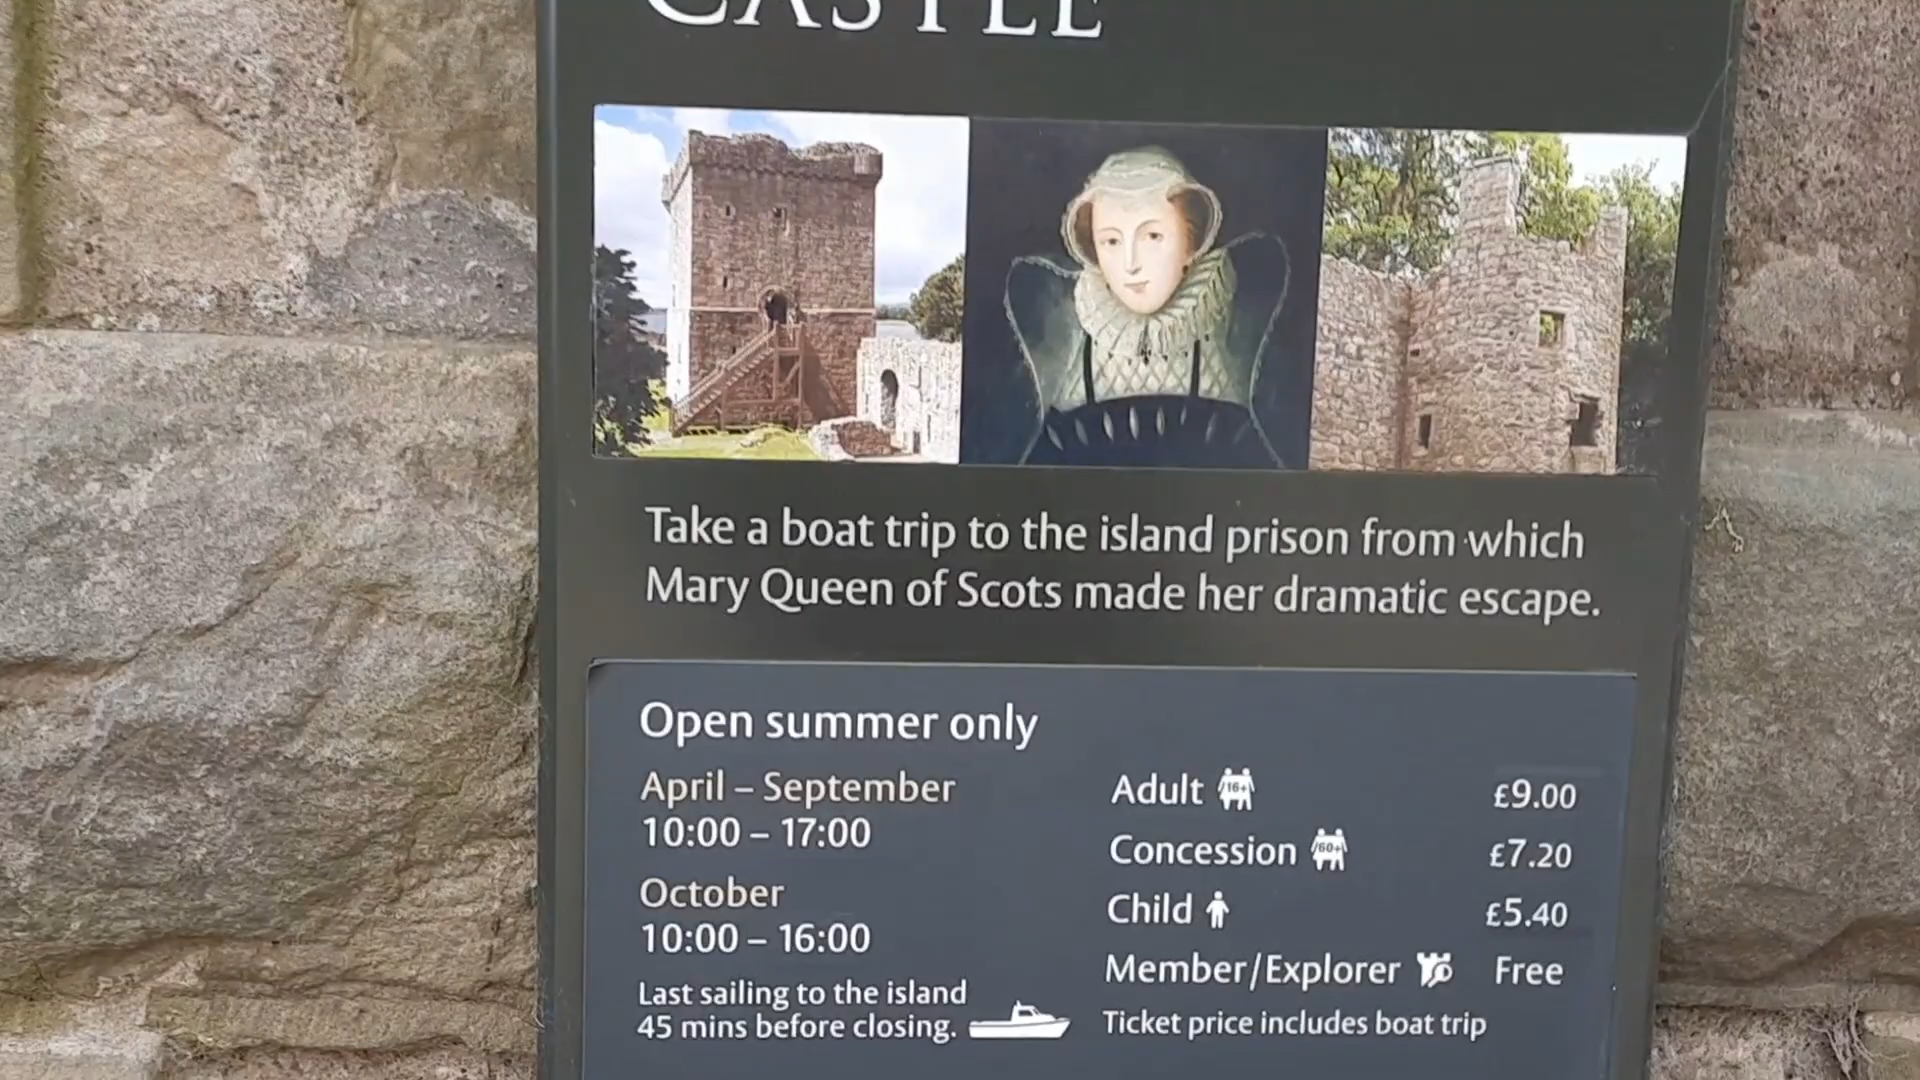 CASTLE
Take a boat trip to the island prison from which
Mary Queen of Scots made her dramatic escape.
Open summer only
April – September
10:00 – 17:00
October
10:00 – 16:00
Last sailing to the island
45 mins before closing.
Adult 16+ £9.00
Concession 60+ £7.20
Child £5.40
Member/Explorer Free
Ticket price includes boat trip